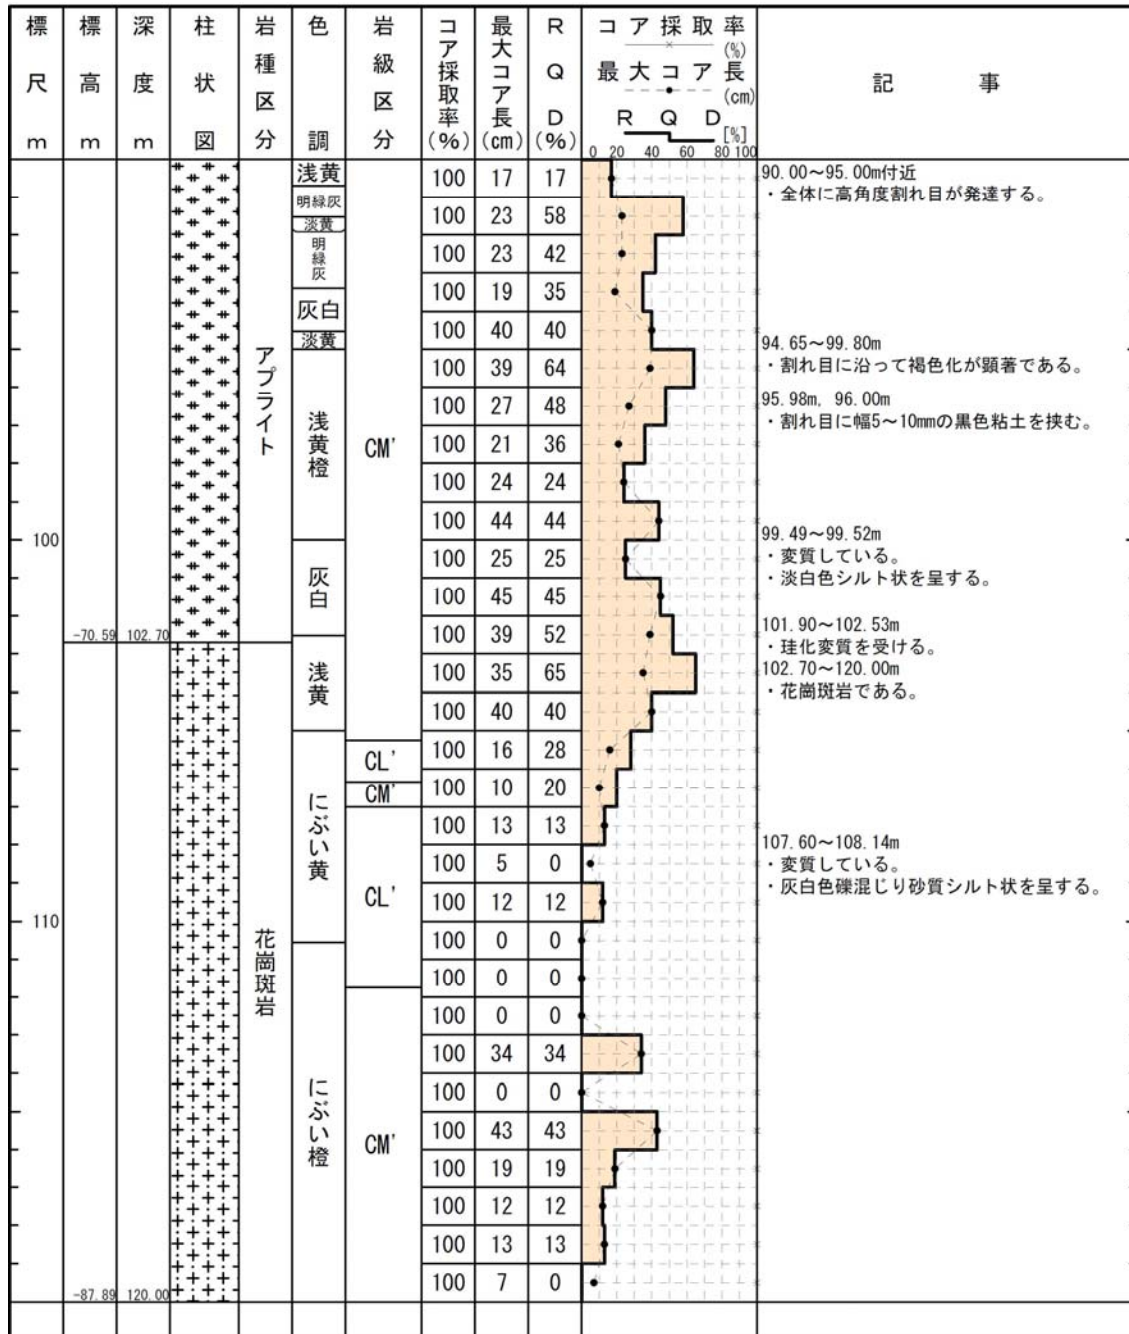 標尺 m
標高 m
深度 m
柱状図
岩種区分
色調
岩級区分
コア採取率(%)
最大コア長(cm)
RQD(%)
コア採取率(%)
最大コア長(cm)
RQD[%]
0 20 40 60 80 100
記事
浅黄
100 17 17
90.00～95.00m付近
・全体に高角度割れ目が発達する。
明緑灰
100 23 58
淡黄
明緑灰
100 23 42
100 19 35
灰白
100 40 40
淡黄
94.65～99.80m
・割れ目に沿って褐色化が顕著である。
アプライト
100 39 64
95.98m, 96.00m
・割れ目に幅5～10mmの黒色粘土を挟む。
100 27 48
浅黄橙
CM'
100 21 36
100 24 24
100 44 44
100
99.49～99.52m
・変質している。
・淡白色シルト状を呈する。
100 25 25
灰白
100 45 45
-70.59 102.70
100 39 52
101.90～102.53m
・珪化変質を受ける。
102.70～120.00m
・花崗斑岩である。
浅黄
100 35 65
100 40 40
CL'
100 16 28
CM'
100 10 20
にぶい黄
100 13 13
107.60～108.14m
・変質している。
・灰白色礫混じり砂質シルト状を呈する。
100 5 0
CL'
100 12 12
110
花崗斑岩
100 0 0
100 0 0
100 0 0
100 34 34
にぶい橙
100 0 0
CM'
100 43 43
100 19 19
100 12 12
100 13 13
100 7 0
-87.89 120.00